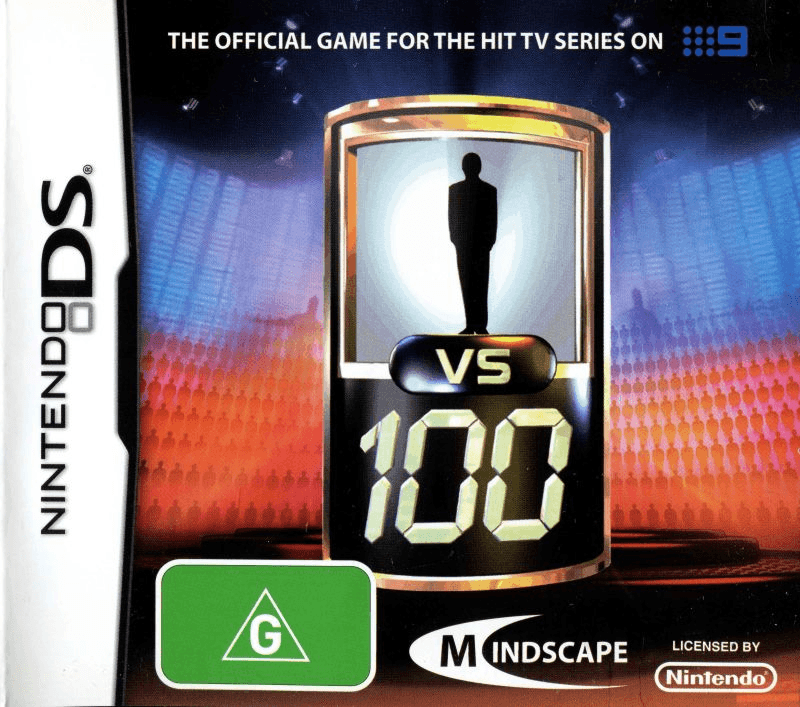 THE OFFICIAL GAME FOR THE HIT TV SERIES ON 9
NINTENDO DS®
VS
100
G
MINDSCAPE
LICENSED BY
Nintendo®